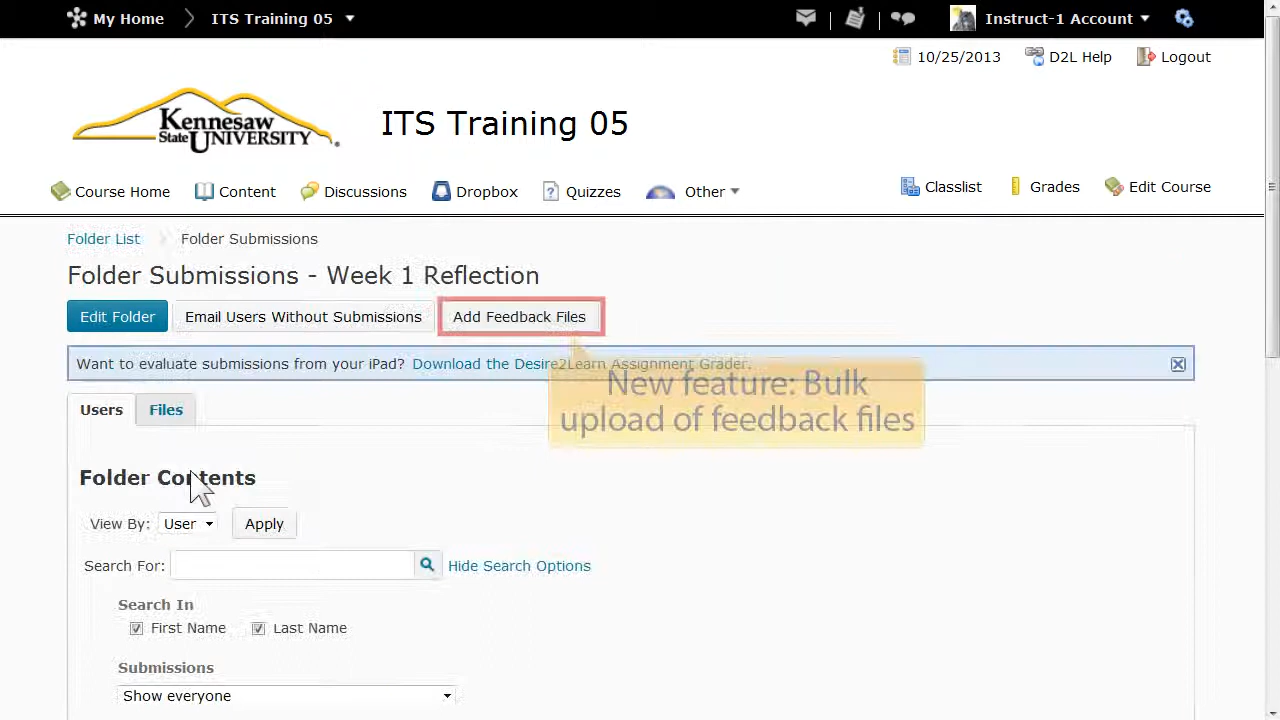 My Home ITS Training 05 Instruct-1 Account
10/25/2013 D2L Help Logout
Kennesaw
State UNIVERSITY
ITS Training 05
Course Home Content Discussions Dropbox Quizzes Other Classlist Grades Edit Course
Folder List Folder Submissions
Folder Submissions - Week 1 Reflection
Edit Folder Email Users Without Submissions Add Feedback Files
Want to evaluate submissions from your iPad? Download the Desire2Learn Assignment Grader.
New feature: Bulk
upload of feedback files
Users Files
Folder Contents
View By: User Apply
Search For: Hide Search Options
Search In
First Name Last Name
Submissions
Show everyone